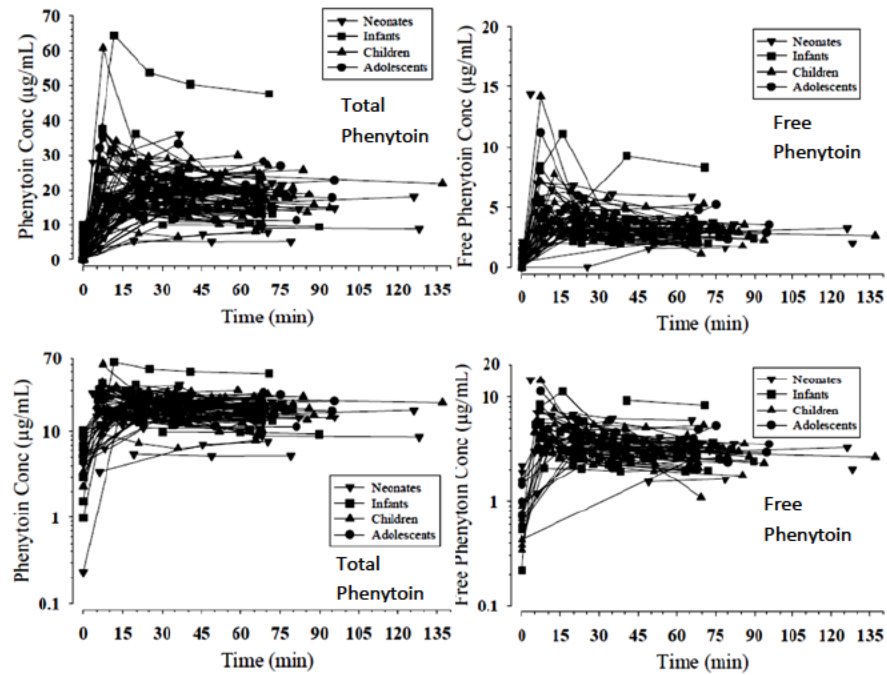 Phenytoin Conc (µg/mL)
70
60
50
40
30
20
10
0
0 15 30 45 60 75 90 105 120 135
Time (min)
Neonates
Infants
Children
Adolescents
Total
Phenytoin
Free Phenytoin Conc (µg/mL)
20
15
10
5
0
0 15 30 45 60 75 90 105 120 135
Time (min)
Neonates
Infants
Children
Adolescents
Free
Phenytoin
Phenytoin Conc (µg/mL)
70
10
1
0.1
0 15 30 45 60 75 90 105 120 135
Time (min)
Neonates
Infants
Children
Adolescents
Total
Phenytoin
Free Phenytoin Conc (µg/mL)
20
10
1
0.1
0 15 30 45 60 75 90 105 120 135
Time (min)
Neonates
Infants
Children
Adolescents
Free
Phenytoin